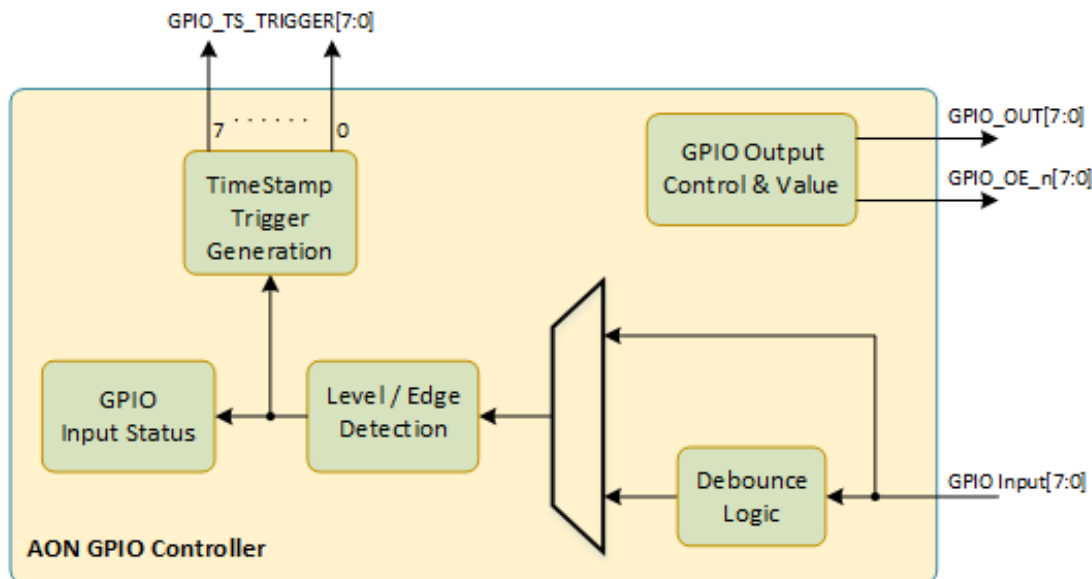 GPIO_TS_TRIGGER[7:0]
7 . . . . . . 0
TimeStamp
Trigger
Generation
GPIO Output
Control & Value
GPIO_OUT[7:0]
GPIO_OE_n[7:0]
GPIO
Input Status
Level / Edge
Detection
Debounce
Logic
GPIO Input[7:0]
AON GPIO Controller